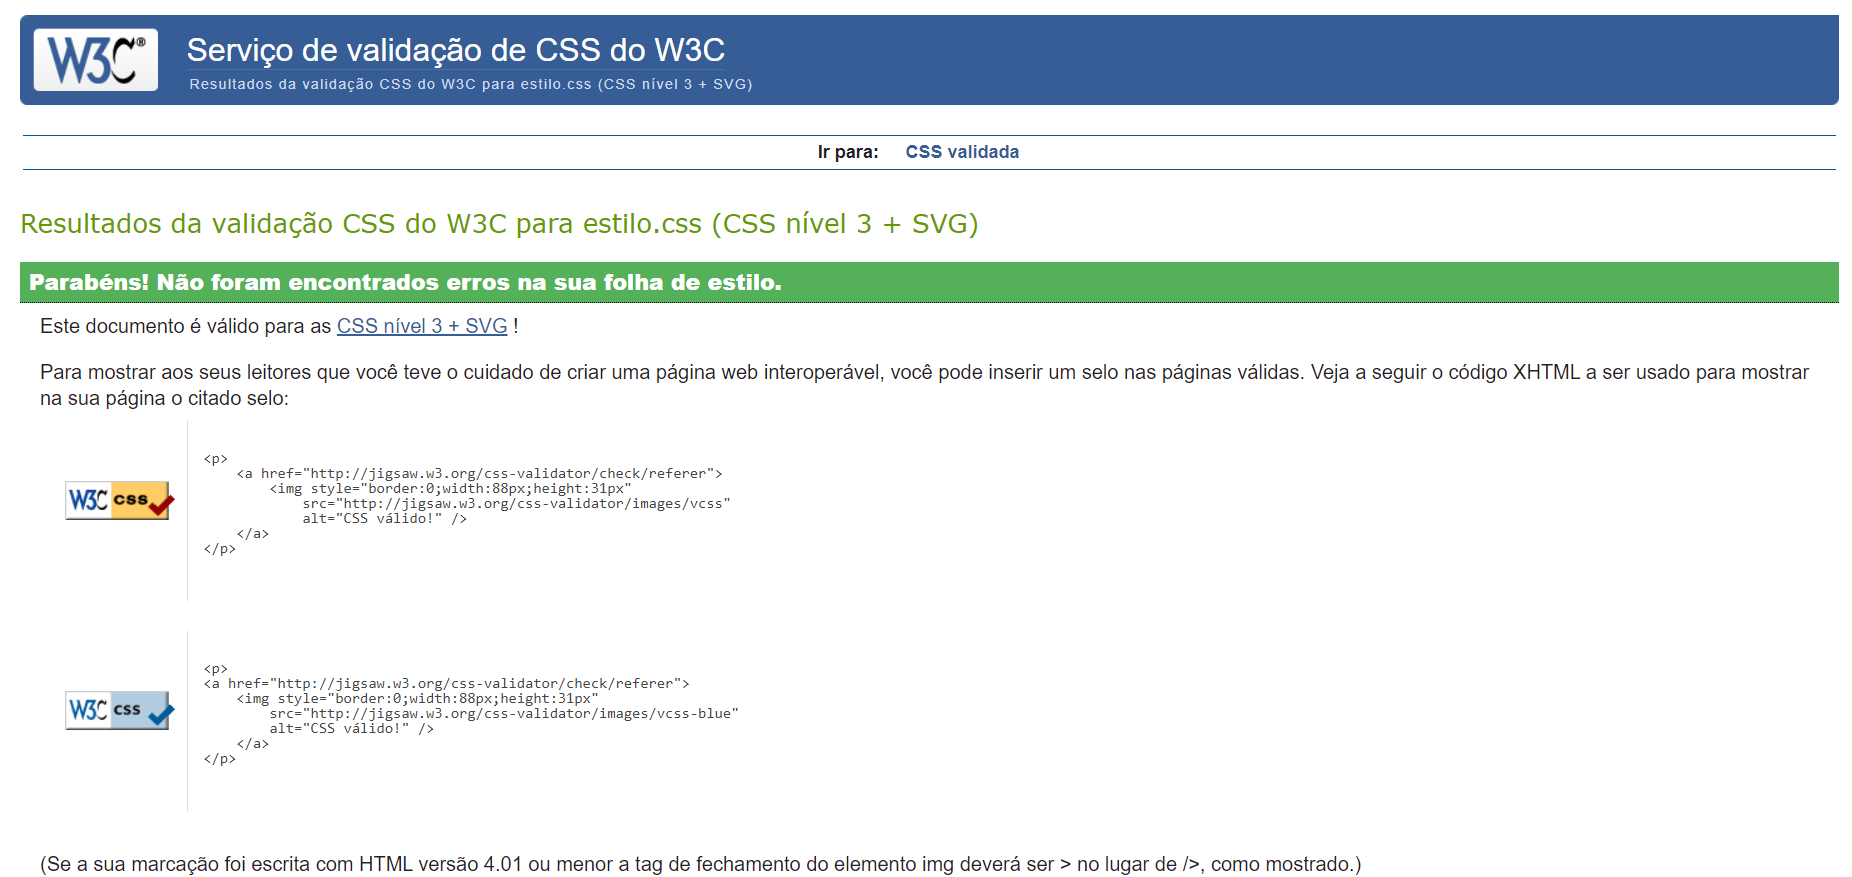 W3C®
Serviço de validação de CSS do W3C
Resultados da validação CSS do W3C para estilo.css (CSS nível 3 + SVG)
Ir para: CSS validada
Resultados da validação CSS do W3C para estilo.css (CSS nível 3 + SVG)
Parabéns! Não foram encontrados erros na sua folha de estilo.
Este documento é válido para as CSS nível 3 + SVG !
Para mostrar aos seus leitores que você teve o cuidado de criar uma página web interoperável, você pode inserir um selo nas páginas válidas. Veja a seguir o código XHTML a ser usado para mostrar
na sua página o citado selo:
W3C css
<p>
    <a href="http://jigsaw.w3.org/css-validator/check/referer">
        <img style="border:0;width:88px;height:31px"
            src="http://jigsaw.w3.org/css-validator/images/vcss"
            alt="CSS válido!" />
    </a>
</p>
W3C css
<p>
<a href="http://jigsaw.w3.org/css-validator/check/referer">
    <img style="border:0;width:88px;height:31px"
        src="http://jigsaw.w3.org/css-validator/images/vcss-blue"
        alt="CSS válido!" />
    </a>
</p>
(Se a sua marcação foi escrita com HTML versão 4.01 ou menor a tag de fechamento do elemento img deverá ser > no lugar de />, como mostrado.)